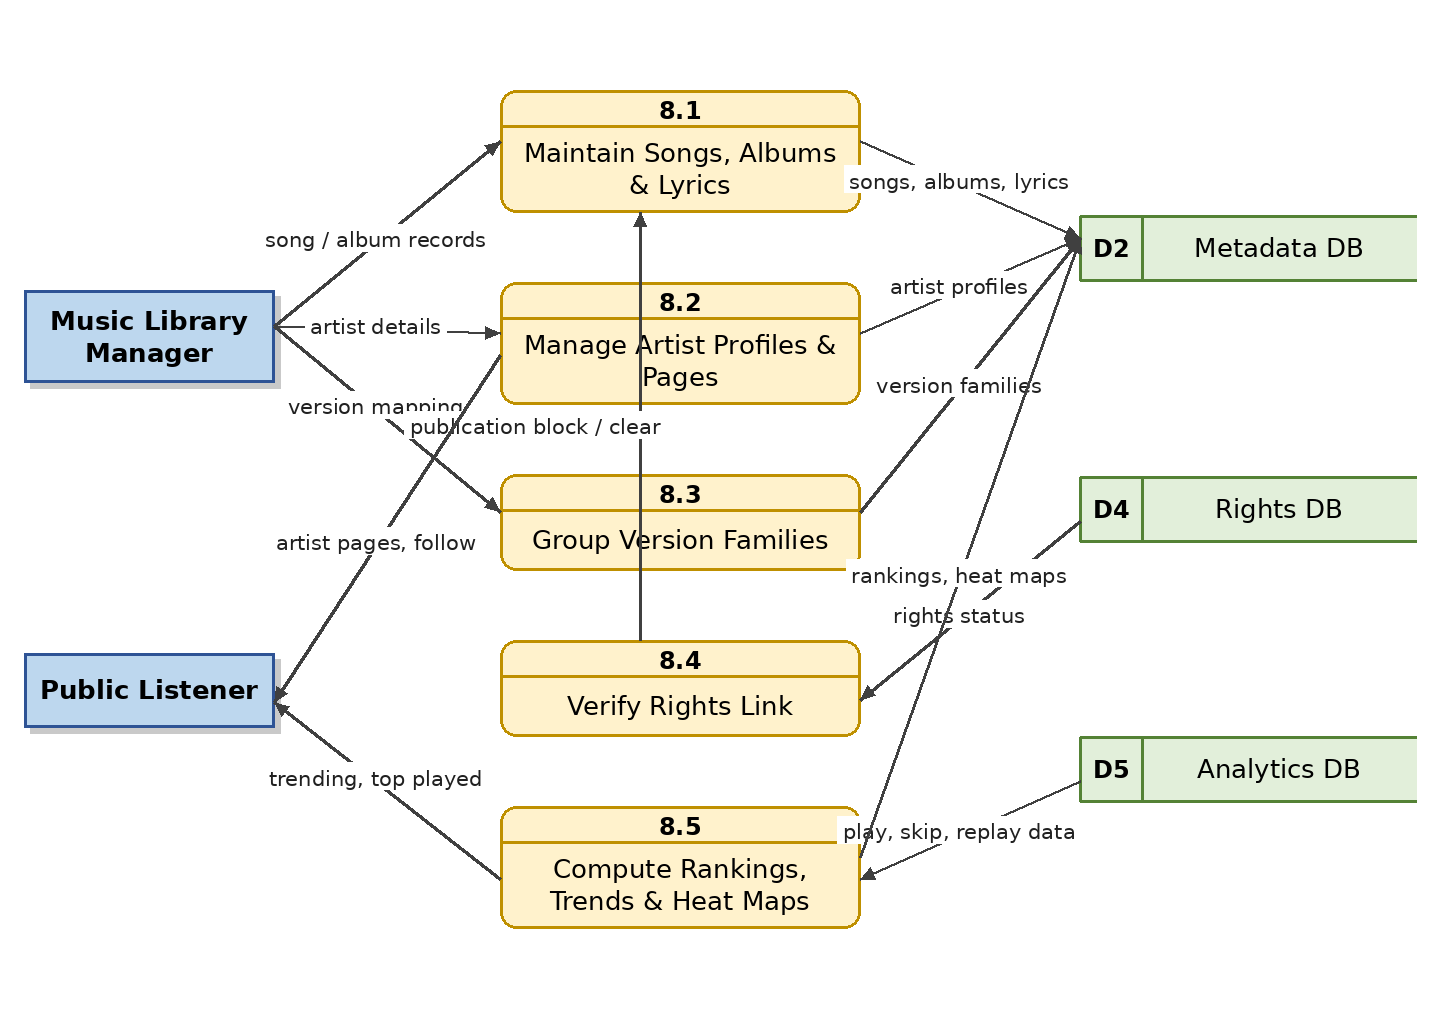 8.1
Maintain Songs, Albums
& Lyrics
songs, albums, lyrics
song / album records
D2
Metadata DB
Music Library
Manager
artist details
8.2
Manage Artist Profiles &
Pages
artist profiles
version mapping
publication block / clear
version families
8.3
Group Version Families
D4
Rights DB
artist pages, follow
rankings, heat maps
rights status
8.4
Verify Rights Link
Public Listener
trending, top played
D5
Analytics DB
8.5
Compute Rankings,
Trends & Heat Maps
play, skip, replay data